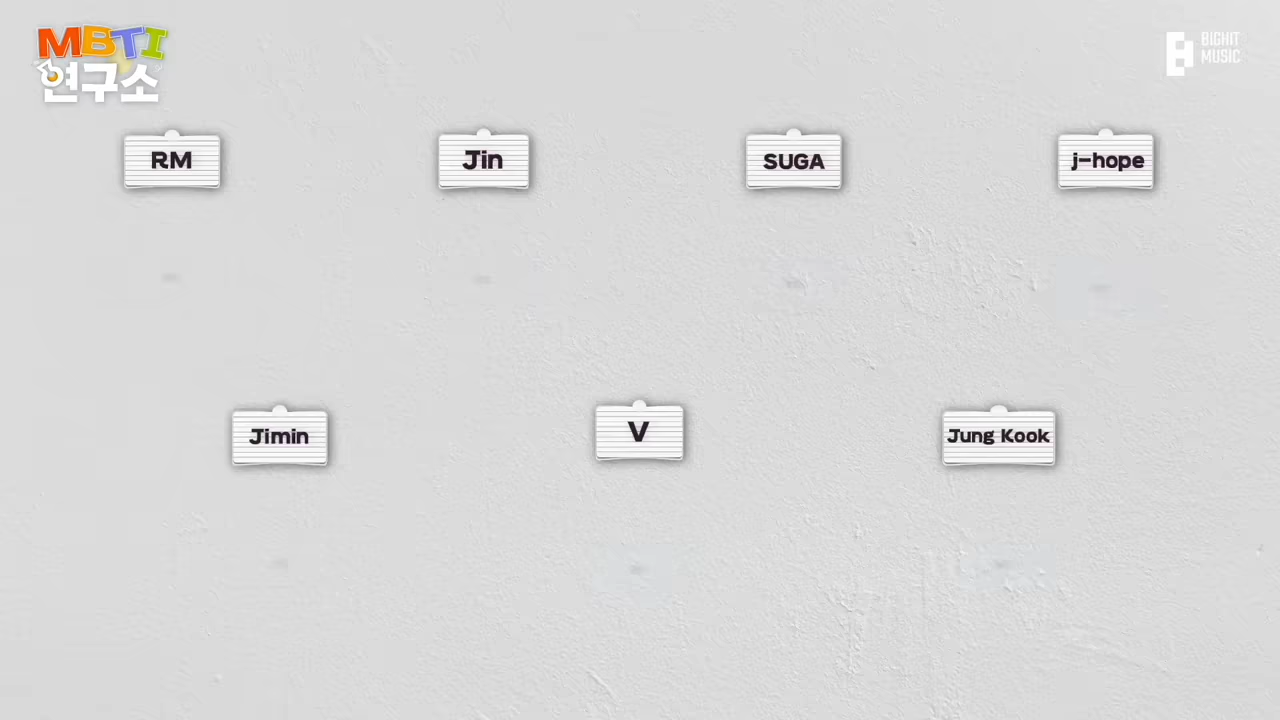 MBTI
연구소
BIGHIT
MUSIC
RM
Jin
SUGA
j-hope
Jimin
V
Jung Kook